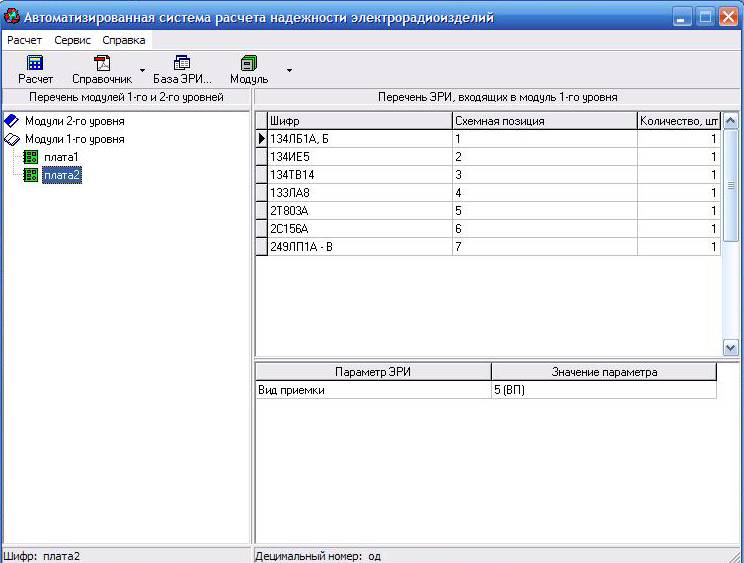 Автоматизированная система расчета надежности электрорадиоизделий
Расчет Сервис Справка
Расчет Справочник База ЭРИ... Модуль
Перечень модулей 1-го и 2-го уровней
Модули 2-го уровня
Модули 1-го уровня
плата1
плата2
Перечень ЭРИ, входящих в модуль 1-го уровня
Шифр Схемная позиция Количество, шт
134ЛБ1А, Б 1 1
134ИЕ5 2 1
134ТВ14 3 1
133ЛА8 4 1
2Т803А 5 1
2С156А 6 1
249ЛП1А - В 7 1
Параметр ЭРИ Значение параметра
Вид приемки 5 (ВП)
Шифр: плата2 Децимальный номер: од